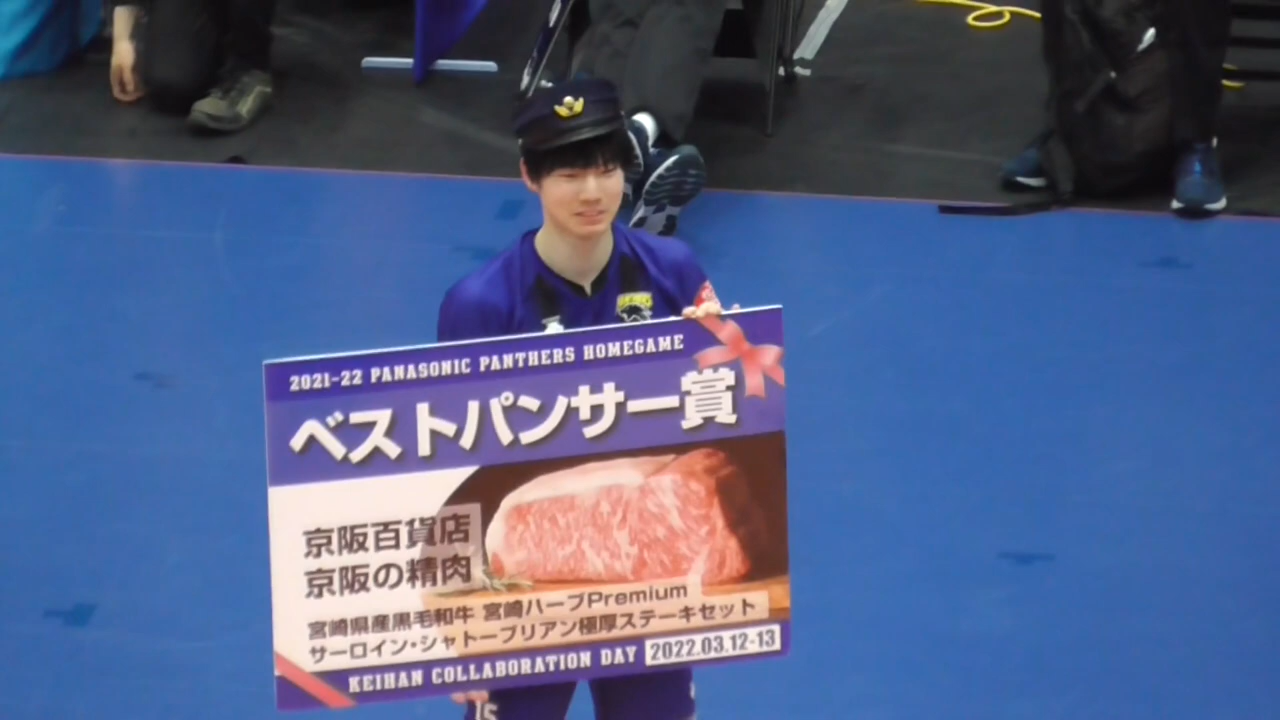 2021-22 PANASONIC PANTHERS HOMEGAME
ベストパンサー賞
京阪百貨店
京阪の精肉
宮崎県産黒毛和牛 宮崎ハーブPremium
サーロイン・シャトーブリアン極厚ステーキセット
KEIHAN COLLABORATION DAY 2022.03.12-13